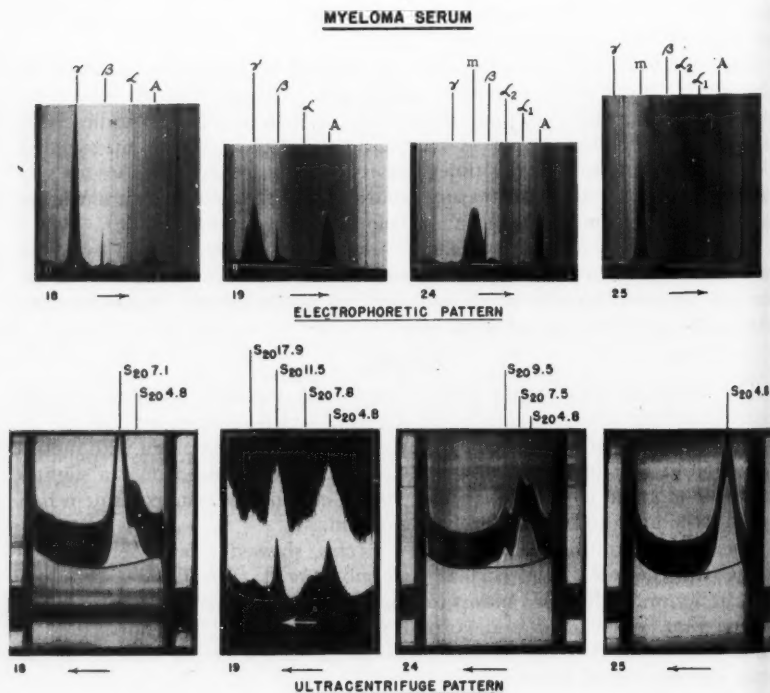 MYELOMA SERUM
γ β α A
γ β α A
γ m β α2 α1 A
γ m β α2 α1 A
18 → 19 → 24 → 25 →
ELECTROPHORETIC PATTERN
S20 7.1 S20 4.8
S20 17.9 S20 11.5 S20 7.8 S20 4.8
S20 9.5 S20 7.5 S20 4.8
S20 4.8
18 ← 19 ← 24 ← 25 ←
ULTRACENTRIFUGE PATTERN